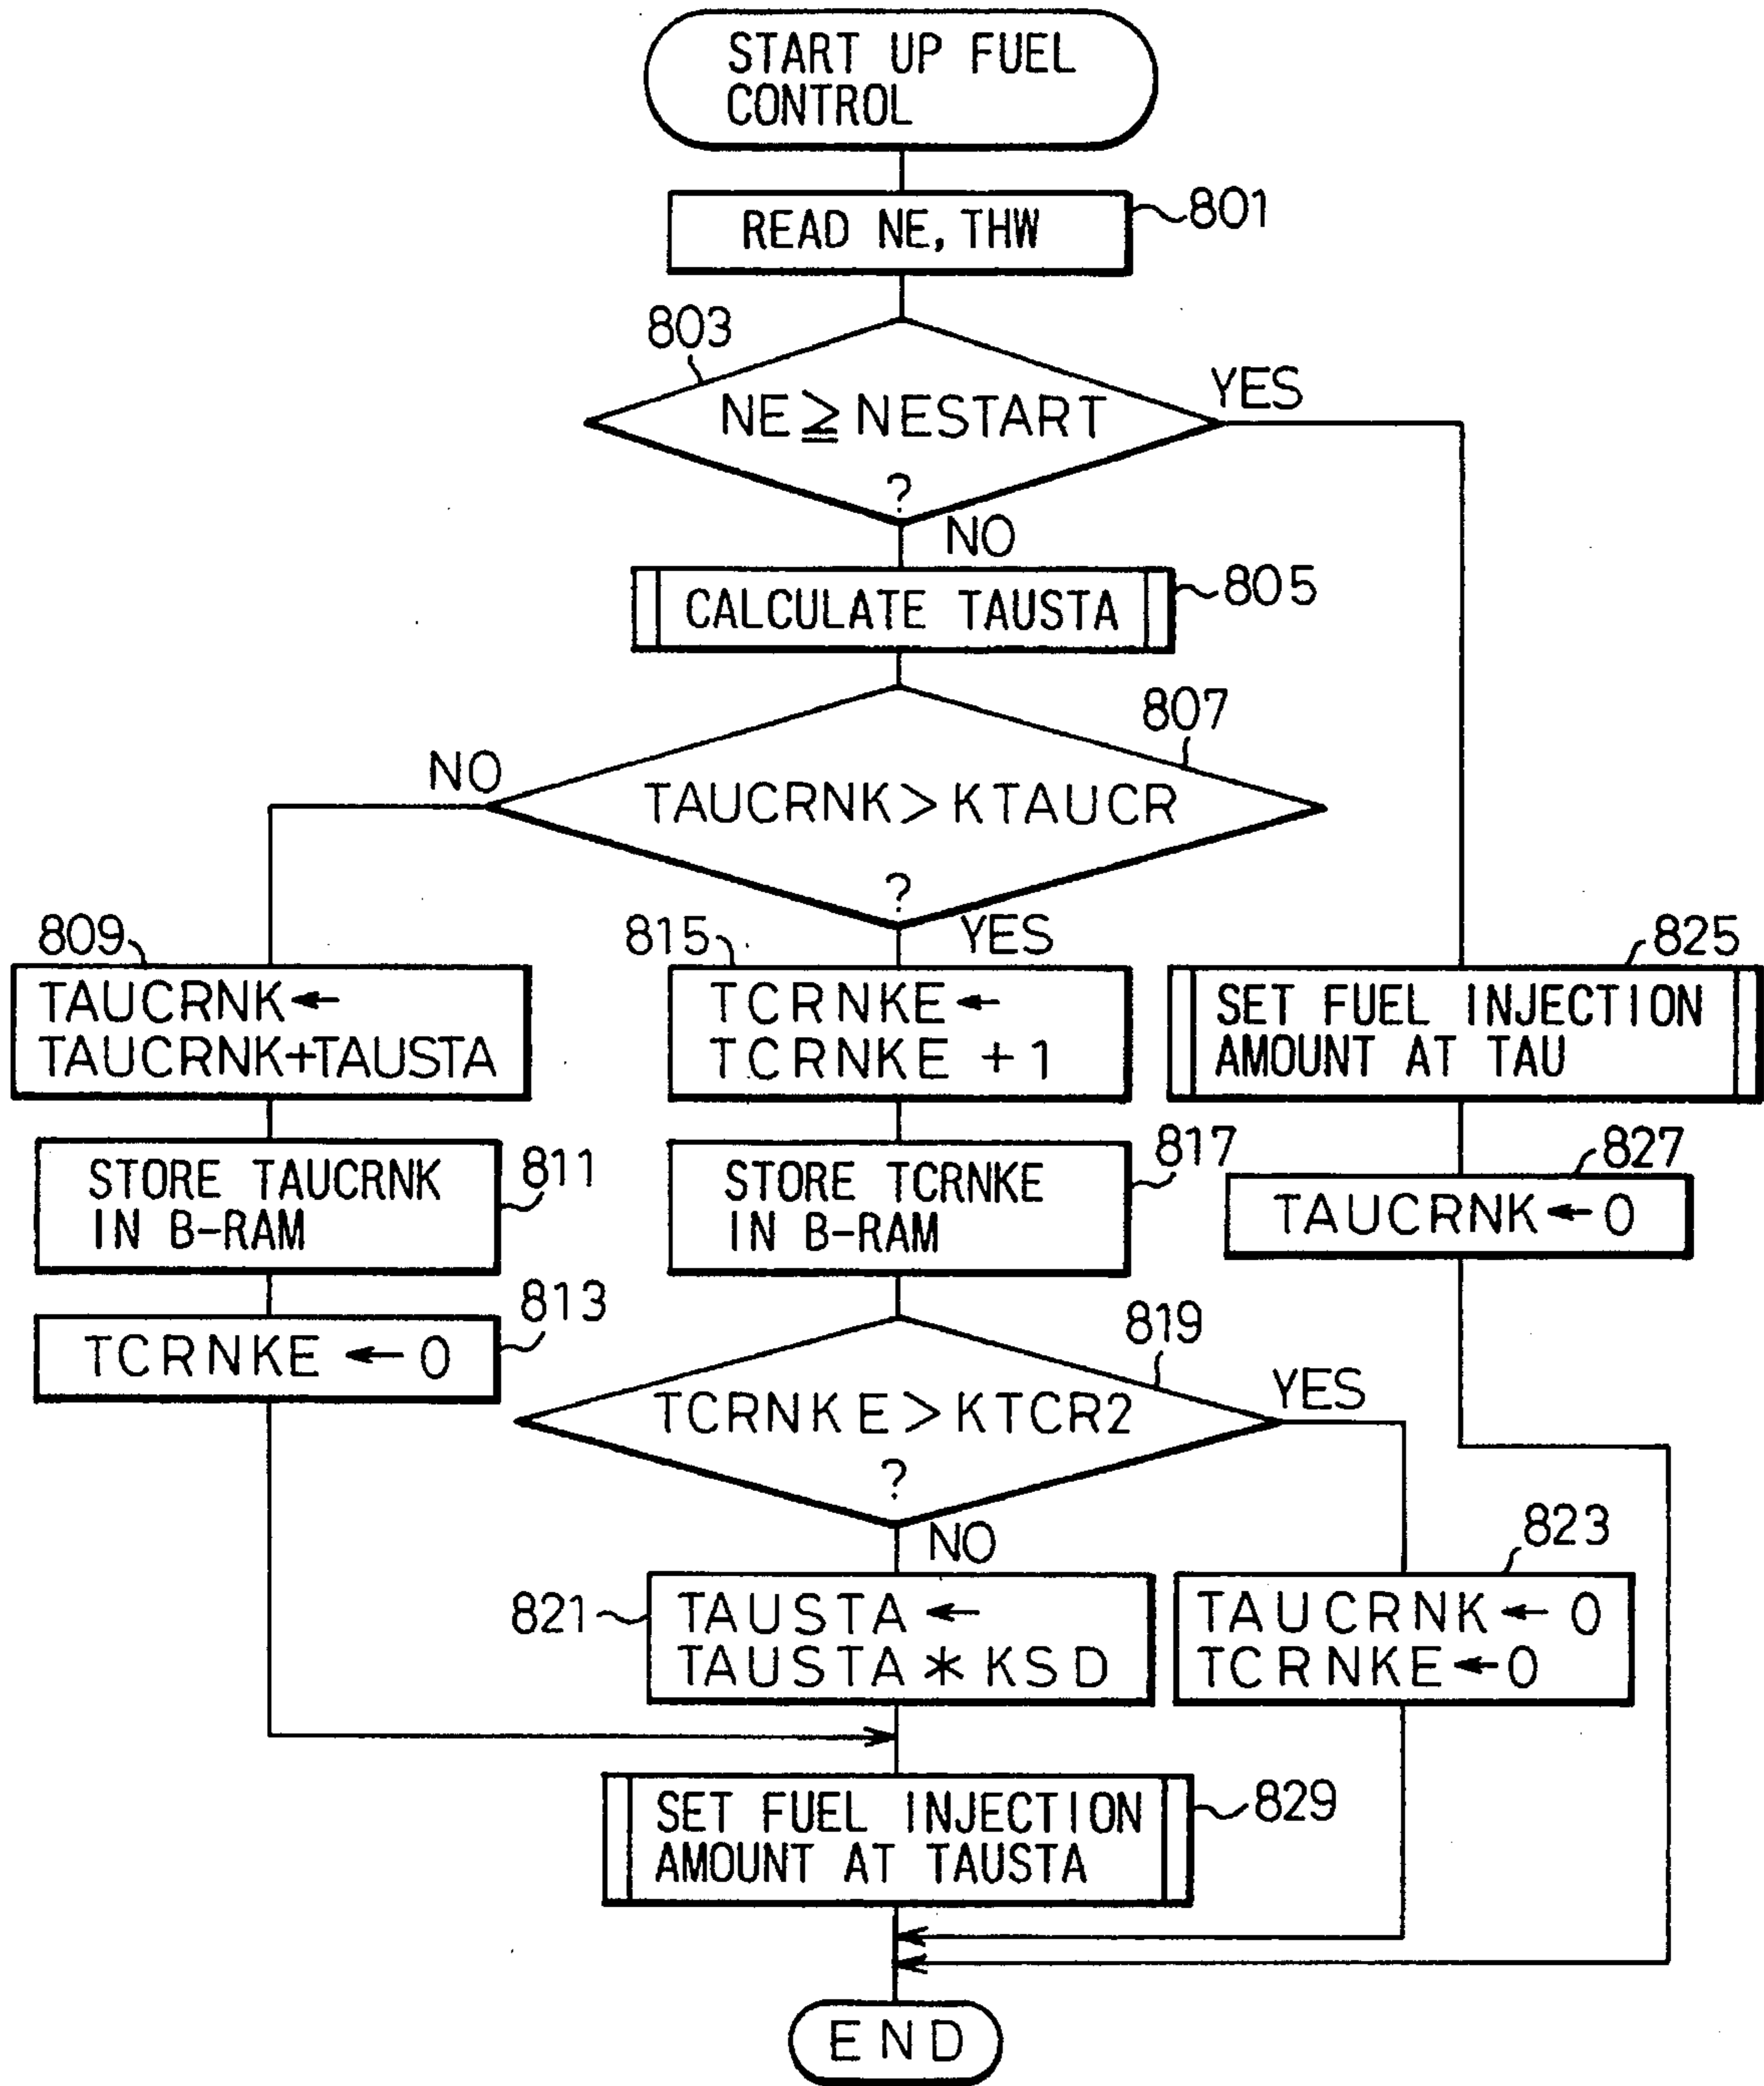 START UP FUEL
CONTROL
READ NE, THW
801
803
NE≧NESTART
?
YES
NO
CALCULATE TAUSTA
805
807
NO
TAUCRNK>KTAUCR
?
YES
809
TAUCRNK←
TAUCRNK+TAUSTA
815
TCRNKE←
TCRNKE +1
825
SET FUEL INJECTION
AMOUNT AT TAU
STORE TAUCRNK
IN B-RAM
811
STORE TCRNKE
IN B-RAM
817
827
TAUCRNK←0
813
TCRNKE ←0
819
TCRNKE>KTCR2
?
YES
NO
821
TAUSTA ←
TAUSTA * KSD
823
TAUCRNK← 0
TCRNKE←0
SET FUEL INJECTION
AMOUNT AT TAUSTA
829
END